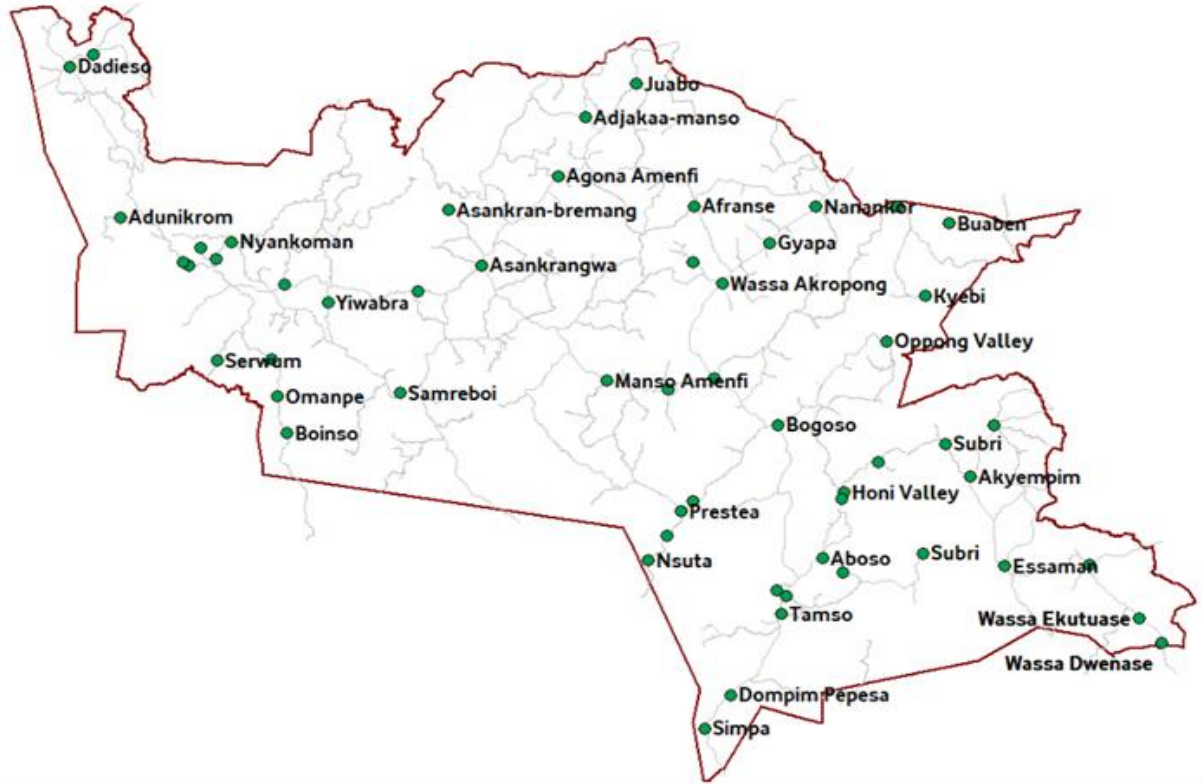 Dadieso
Juabo
Adjakaa-manso
Agona Amenfi
Adunikrom
Asankran-bremang
Afranse
Nanankor
Buaben
Nyankoman
Gyapa
Asankrangwa
Wassa Akropong
Yiwabra
Kyebi
Oppong Valley
Serwum
Manso Amenfi
Omanpe
Samreboi
Boinso
Bogoso
Subri
Akyempim
Honi Valley
Prestea
Nsuta
Aboso
Subri
Essaman
Tamso
Wassa Ekutuase
Wassa Dwenase
Dompim Pepesa
Simpa